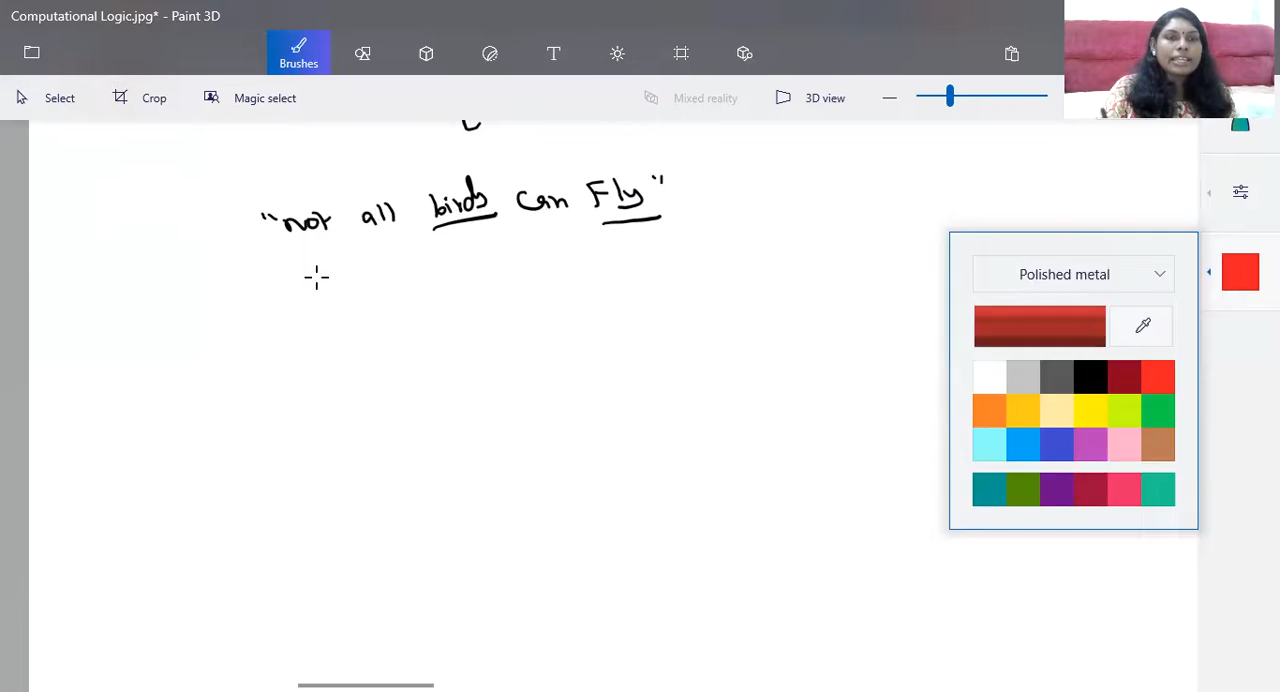 Computational Logic.jpg* - Paint 3D
Brushes
Select Crop Magic select Mixed reality 3D view
"not all birds can Fly"
Polished metal